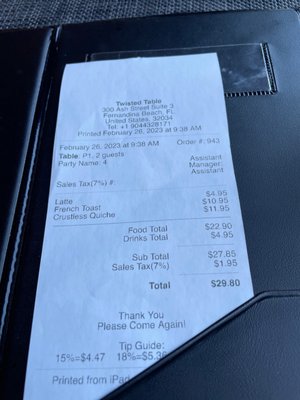 Twisted Table
300 Ash Street Suite 3
Fernandina Beach, FL
United States, 32034
Tel: +1 9044328171
Printed February 26, 2023 at 9:38 AM
February 26, 2023 at 9:38 AM Order #: 943
Table: P1, 2 guests Assistant
Party Name: 4 Manager:
Assistant
Sales Tax(7%) #:
Latte $4.95
French Toast $10.95
Crustless Quiche $11.95
Food Total $22.90
Drinks Total $4.95
Sub Total $27.85
Sales Tax(7%) $1.95
Total $29.80
Thank You
Please Come Again!
Tip Guide:
15%=$4.47 18%=$5.36
Printed from iPad